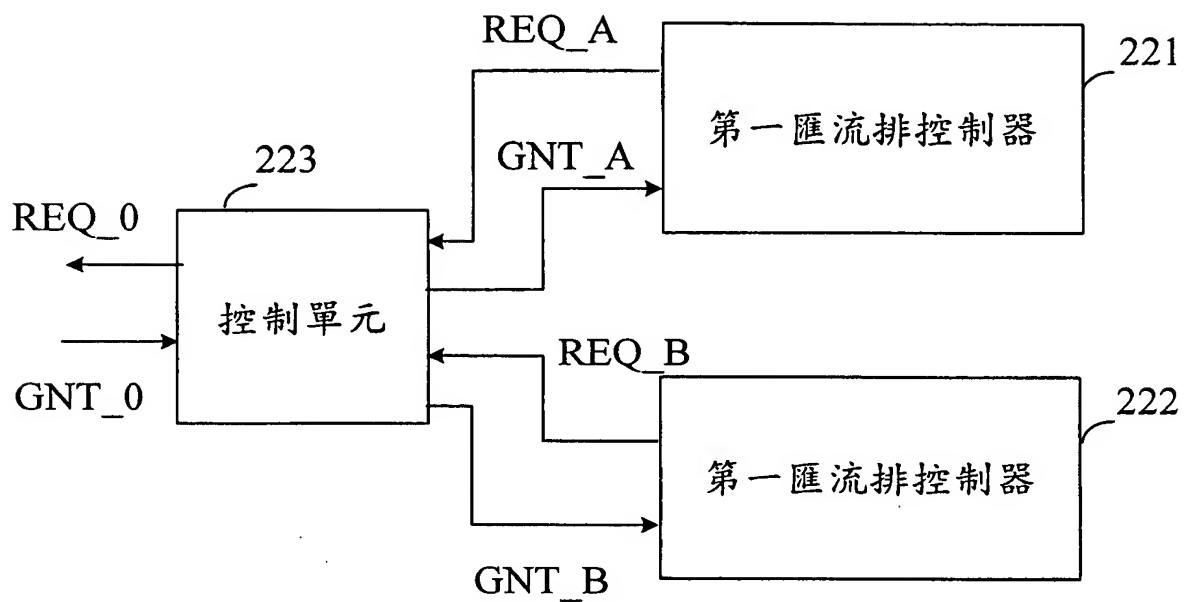 REQ_A
221
第一匯流排控制器
GNT_A
223
REQ_0
控制單元
GNT_0
REQ_B
222
第一匯流排控制器
GNT_B